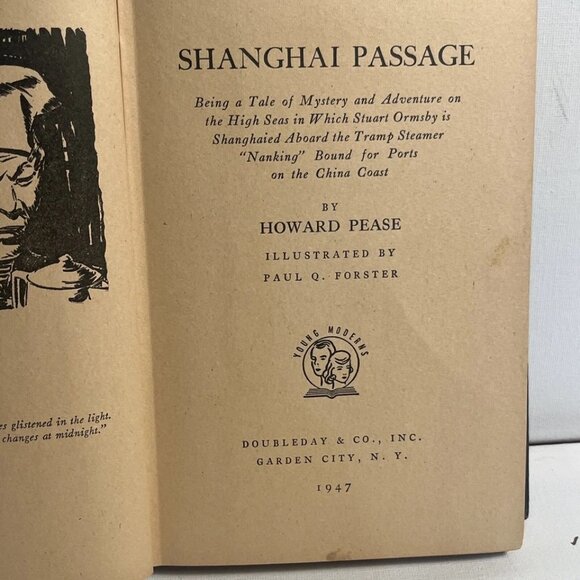 es glistened in the light.
changes at midnight."
SHANGHAI PASSAGE
Being a Tale of Mystery and Adventure on
the High Seas in Which Stuart Ormsby is
Shanghaied Aboard the Tramp Steamer
"Nanking" Bound for Ports
on the China Coast
BY
HOWARD PEASE
ILLUSTRATED BY
PAUL Q. FORSTER
YOUNG MODERNS
DOUBLEDAY & CO., INC.
GARDEN CITY, N. Y.
1947